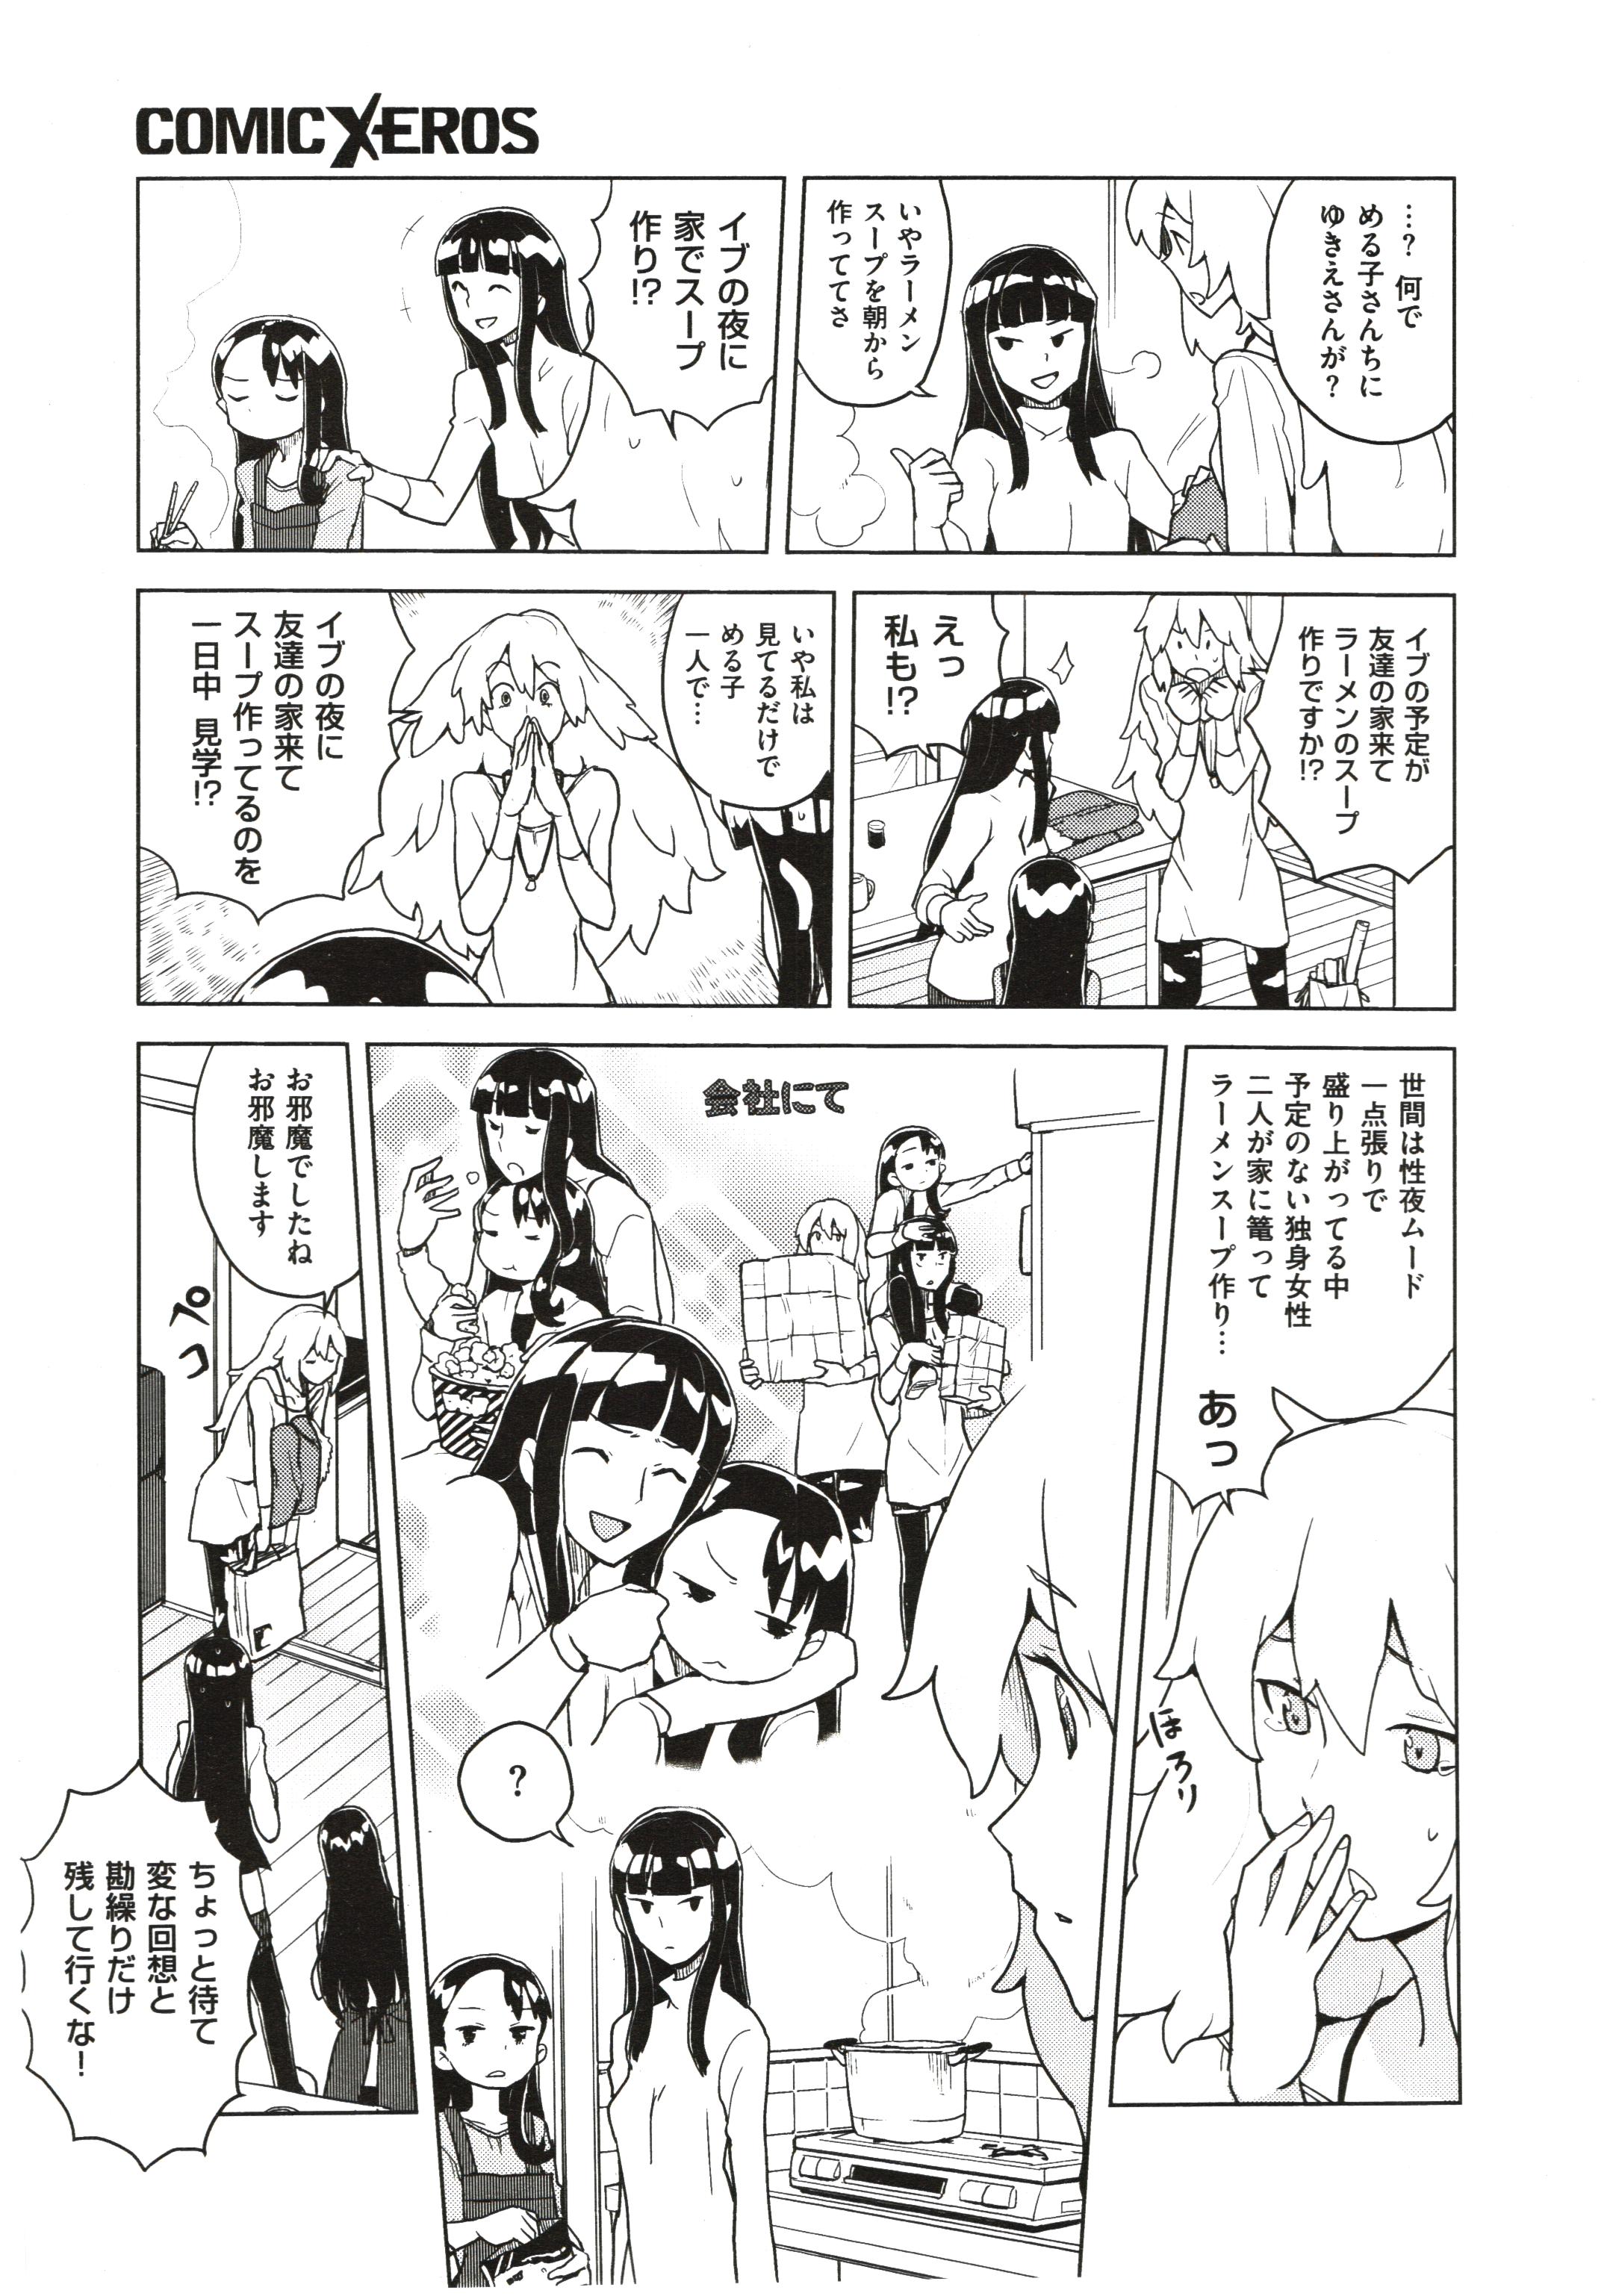 COMIC X-EROS
…? 何で
める子さんちに
ゆきえさんが?
いやラーメン
スープを朝から
作っててさ
イブの夜に
家でスープ
作り!?
イブの予定が
友達の家来て
ラーメンのスープ
作りですか!?
えっ
私も!?
いや私は
見てるだけで
める子
一人で…
イブの夜に
友達の家来て
スープ作ってるのを
一日中 見学!?
世間は性夜ムード
一点張りで
盛り上がってる中
予定のない独身女性
二人が家に篭って
ラーメンスープ作り…
あっ
ほろり
会社にて
?
お邪魔でしたね
お邪魔します
ペコ
ちょっと待て
変な回想と
勘繰りだけ
残して行くな!